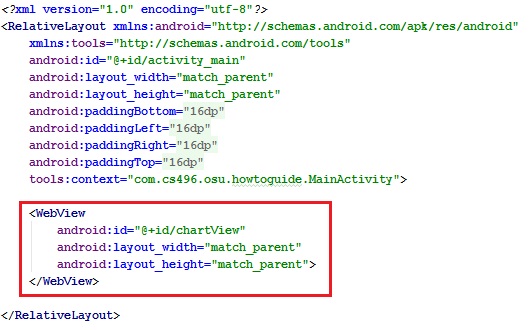 <?xml version="1.0" encoding="utf-8"?>
<RelativeLayout xmlns:android="http://schemas.android.com/apk/res/android"
    xmlns:tools="http://schemas.android.com/tools"
    android:id="@+id/activity_main"
    android:layout_width="match_parent"
    android:layout_height="match_parent"
    android:paddingBottom="16dp"
    android:paddingLeft="16dp"
    android:paddingRight="16dp"
    android:paddingTop="16dp"
    tools:context="com.cs496.osu.howtoguide.MainActivity">
    <WebView
        android:id="@+id/chartView"
        android:layout_width="match_parent"
        android:layout_height="match_parent">
    </WebView>
</RelativeLayout>